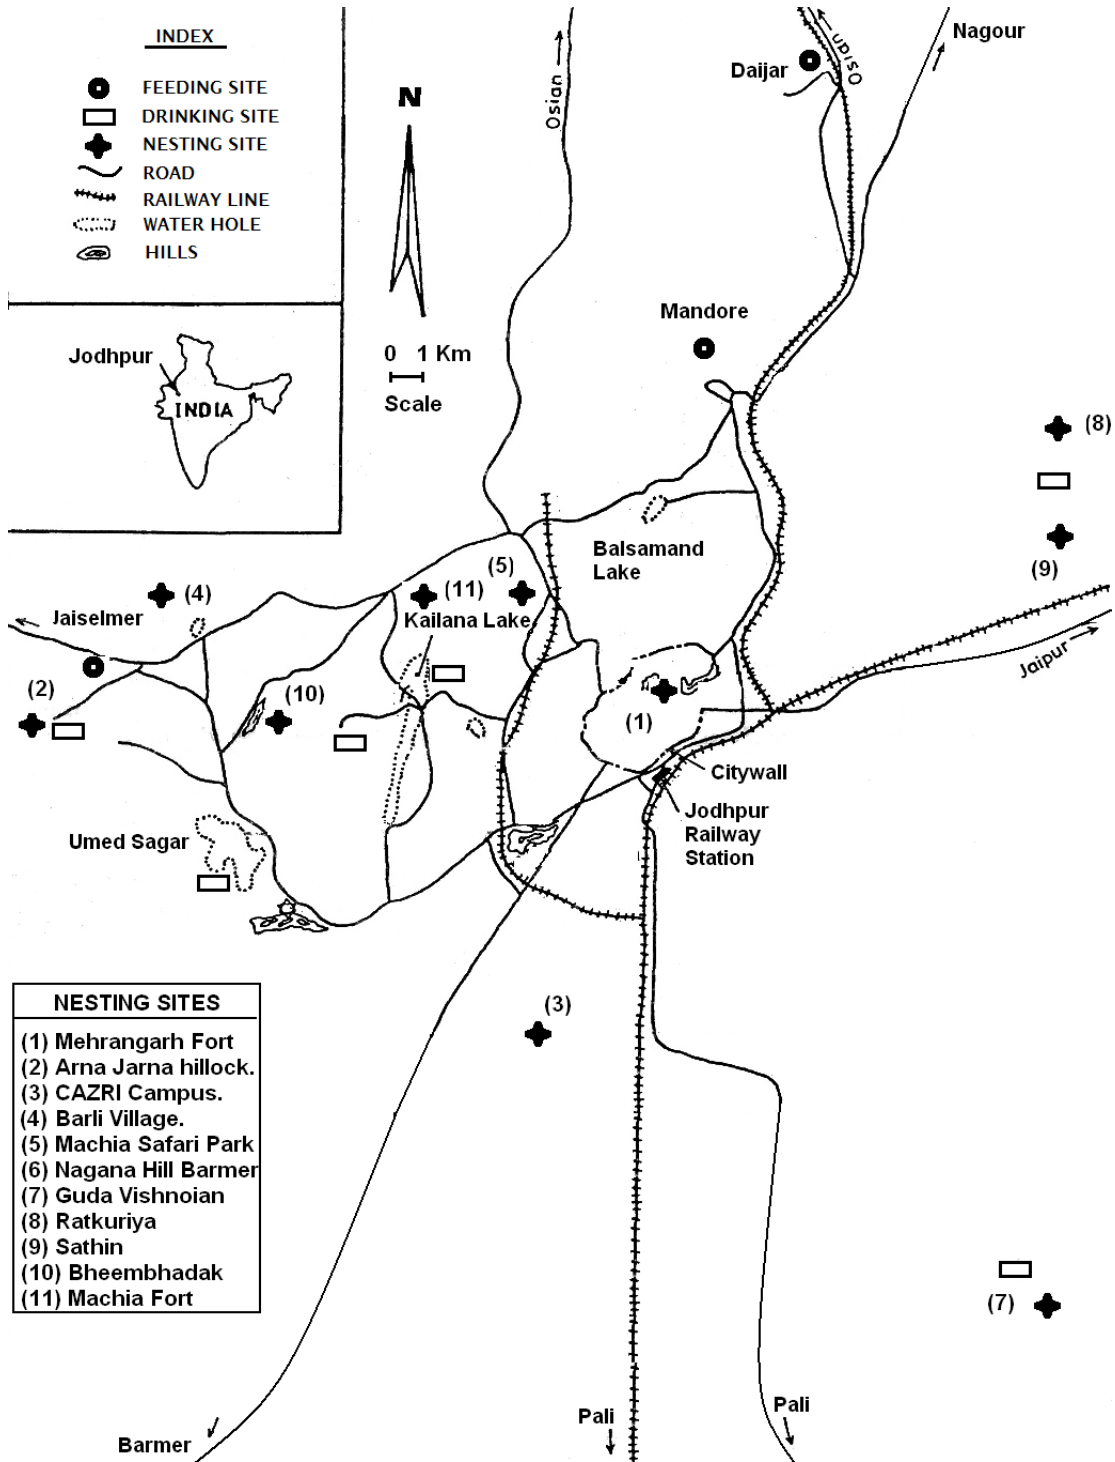 INDEX
FEEDING SITE
DRINKING SITE
NESTING SITE
ROAD
RAILWAY LINE
WATER HOLE
HILLS
Jodhpur
INDIA
N
0 1 Km
Scale
Osian
Osian
Nagour
Daijar
Mandore
(8)
(9)
Balsamand
Lake
(5)
(11)
Kailana Lake
(4)
Jaiselmer
(2)
(10)
(1)
Jaipur
Citywall
Jodhpur
Railway
Station
Umed Sagar
(3)
NESTING SITES
(1) Mehrangarh Fort
(2) Arna Jarna hillock.
(3) CAZRI Campus.
(4) Barli Village.
(5) Machia Safari Park
(6) Nagana Hill Barmer
(7) Guda Vishnoian
(8) Ratkuriya
(9) Sathin
(10) Bheembhadak
(11) Machia Fort
(7)
Barmer
Pali
Pali